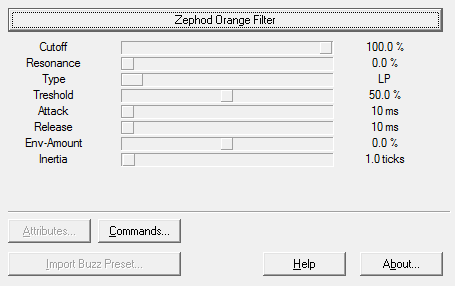 Zephod Orange Filter
Cutoff 100.0 %
Resonance 0.0 %
Type LP
Treshold 50.0 %
Attack 10 ms
Release 10 ms
Env-Amount 0.0 %
Inertia 1.0 ticks
Attributes... Commands...
Import Buzz Preset... Help About...